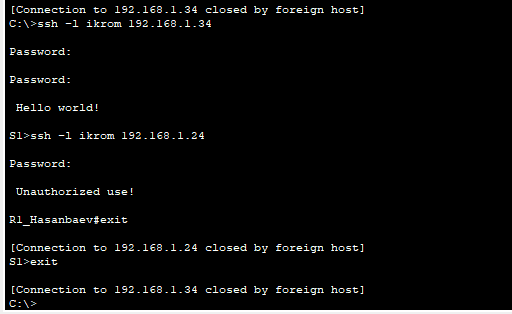 [Connection to 192.168.1.34 closed by foreign host]
C:\>ssh -l ikrom 192.168.1.34
Password:
Password:
Hello world!
S1>ssh -l ikrom 192.168.1.24
Password:
Unauthorized use!
R1_Hasanbaev#exit
[Connection to 192.168.1.24 closed by foreign host]
S1>exit
[Connection to 192.168.1.34 closed by foreign host]
C:\>